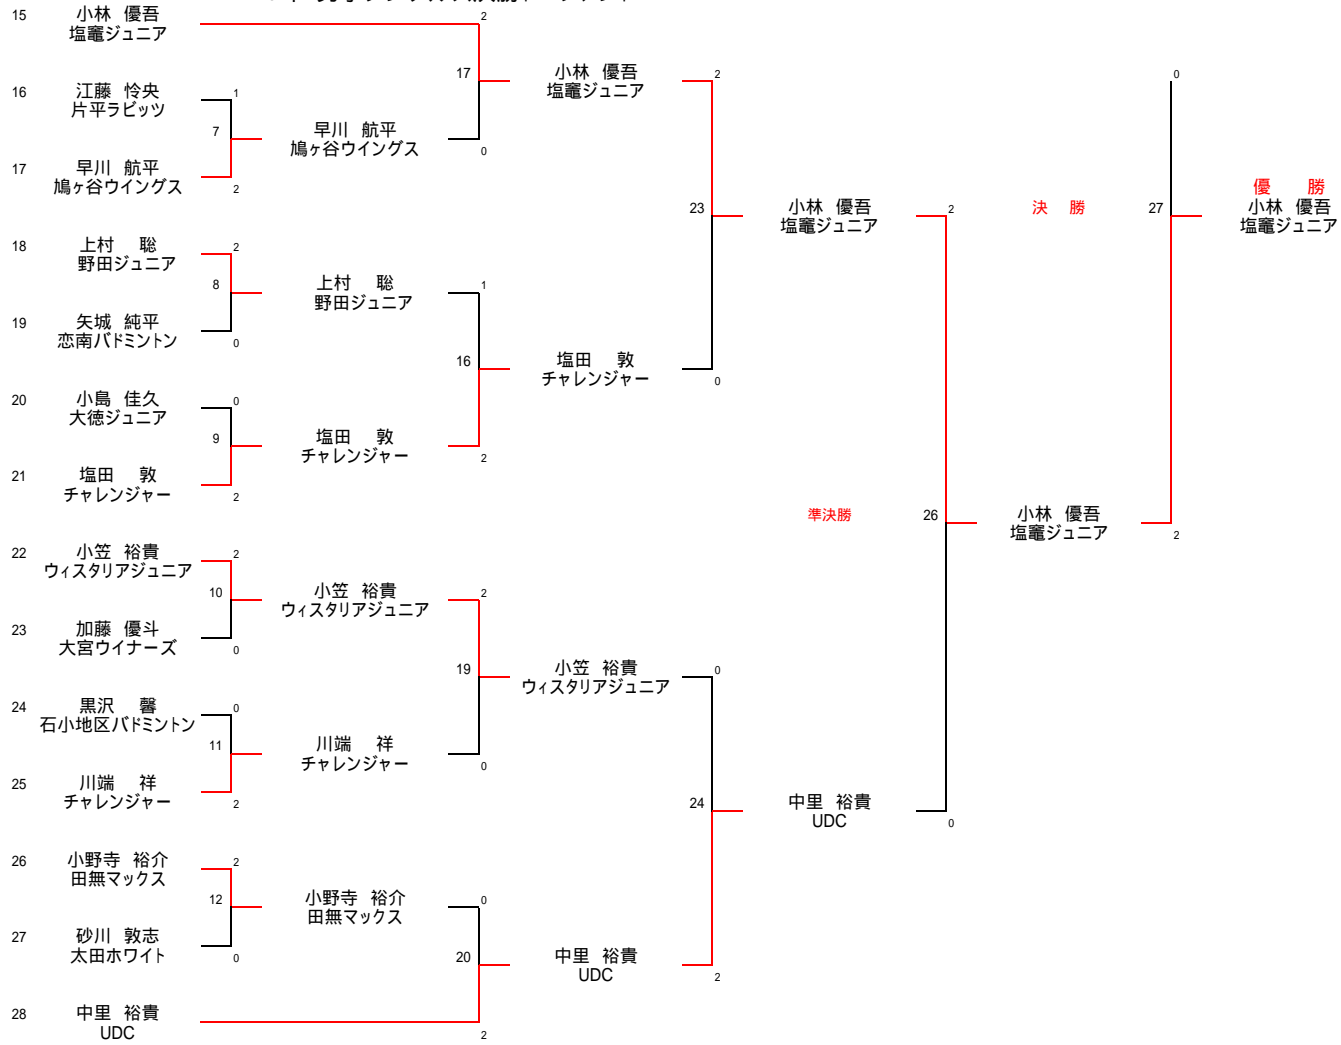 15 小林 優吾
塩竈ジュニア
2
17
小林 優吾
塩竈ジュニア
2
0
16 江藤 怜央
片平ラビッツ
1
7
早川 航平
鳩ヶ谷ウイングス
0
17 早川 航平
鳩ヶ谷ウイングス
2
23
小林 優吾
塩竈ジュニア
2
決 勝
27
優 勝
小林 優吾
塩竈ジュニア
18 上村 聡
野田ジュニア
2
8
上村 聡
野田ジュニア
1
19 矢城 純平
恋南バドミントン
0
16
塩田 敦
チャレンジャー
0
20 小島 佳久
大徳ジュニア
0
9
塩田 敦
チャレンジャー
2
21 塩田 敦
チャレンジャー
2
準決勝
26
小林 優吾
塩竈ジュニア
2
22 小笠 裕貴
ウィスタリアジュニア
2
10
小笠 裕貴
ウィスタリアジュニア
2
23 加藤 優斗
大宮ウイナーズ
0
19
小笠 裕貴
ウィスタリアジュニア
0
24 黒沢 馨
石小地区バドミントン
0
11
川端 祥
チャレンジャー
0
25 川端 祥
チャレンジャー
2
24
中里 裕貴
UDC
0
26 小野寺 裕介
田無マックス
2
12
小野寺 裕介
田無マックス
0
27 砂川 敦志
太田ホワイト
0
20
中里 裕貴
UDC
2
28 中里 裕貴
UDC
2